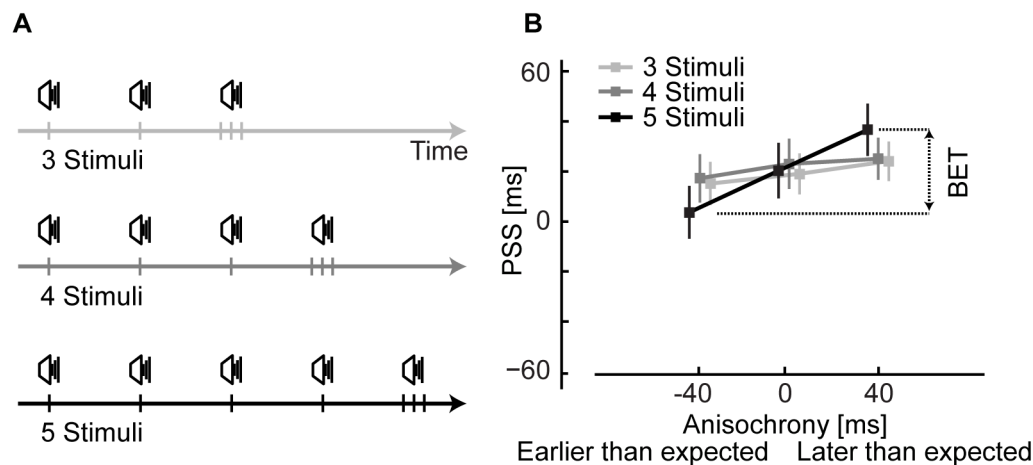 A
Time
3 Stimuli
4 Stimuli
5 Stimuli
B
3 Stimuli
4 Stimuli
5 Stimuli
60
0
−60
PSS [ms]
BET
-40
0
40
Anisochrony [ms]
Earlier than expected
Later than expected